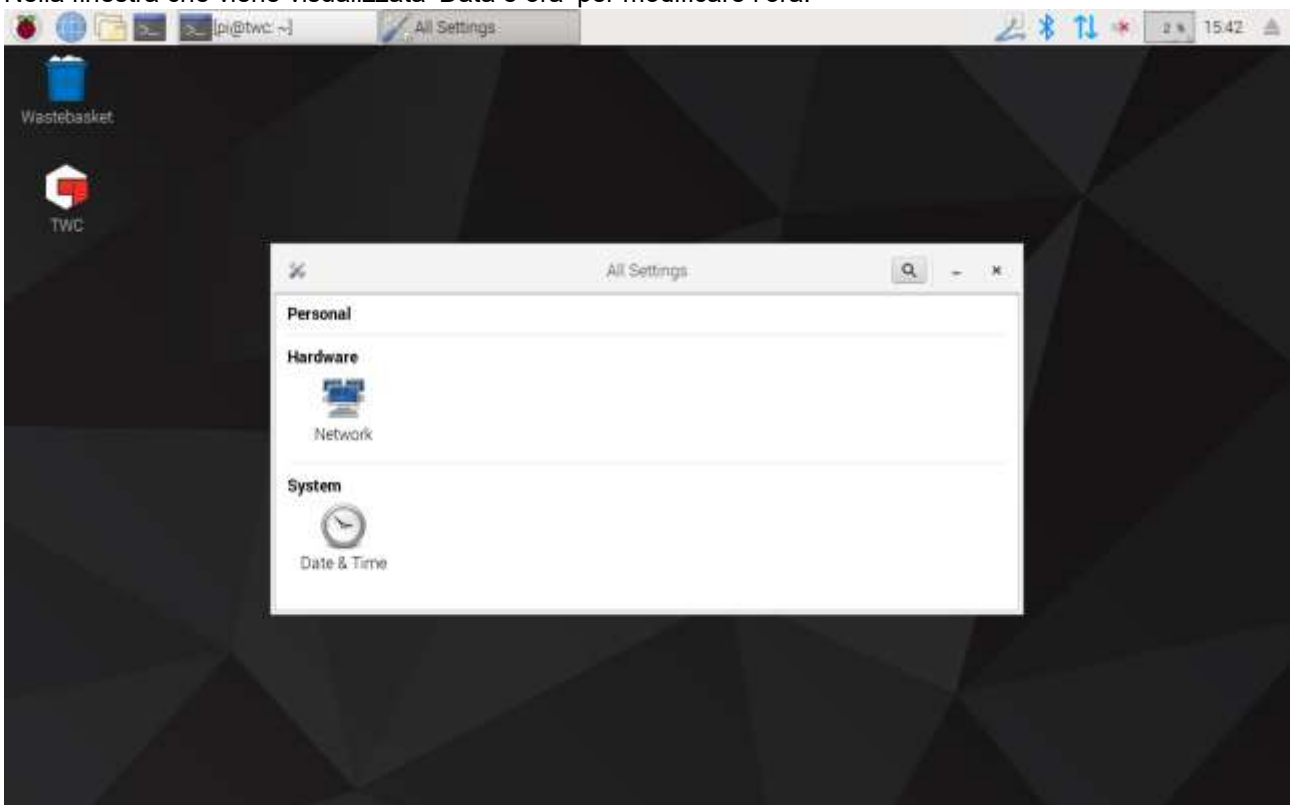 Nella finestra che viene visualizzata Data e ora per modificare l'ora.
[pi@twc: ~]
All Settings
2 %
15:42
Wastebasket
TWC
All Settings
Personal
Hardware
Network
System
Date & Time